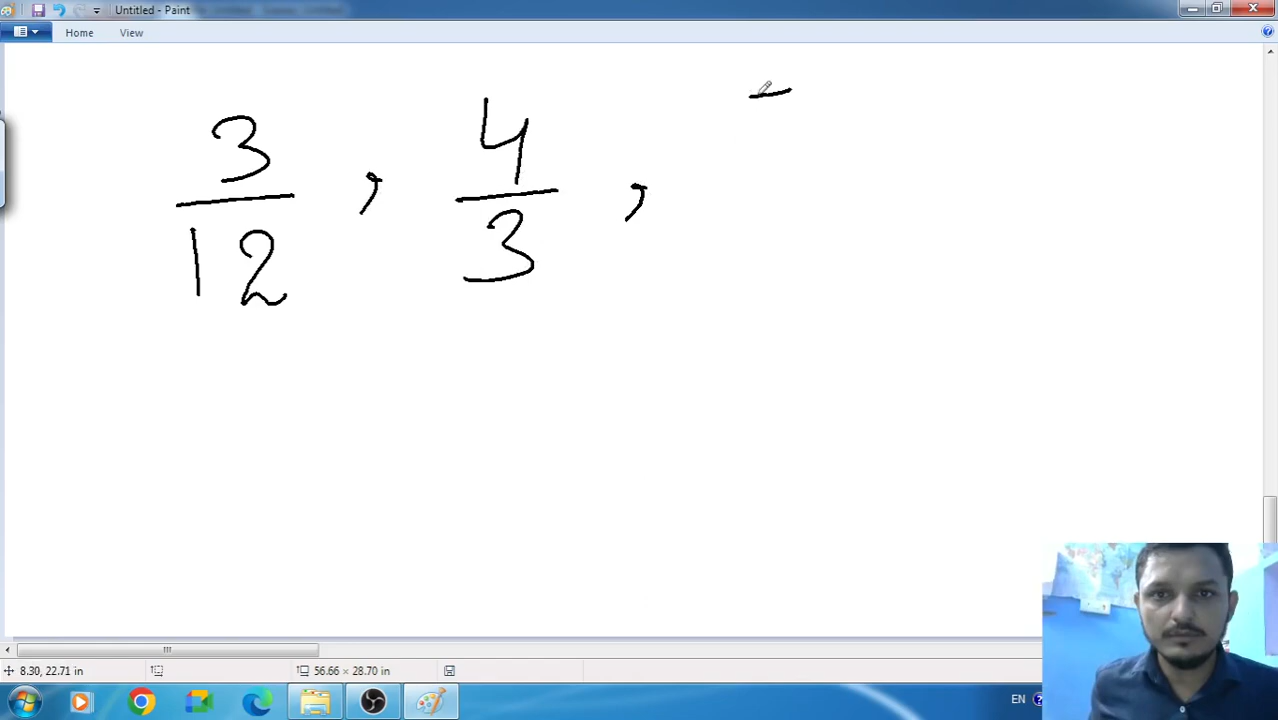 Untitled - Paint
Home View
3/12 , 4/3 ,
8.30, 22.71 in 56.66 × 28.70 in
EN